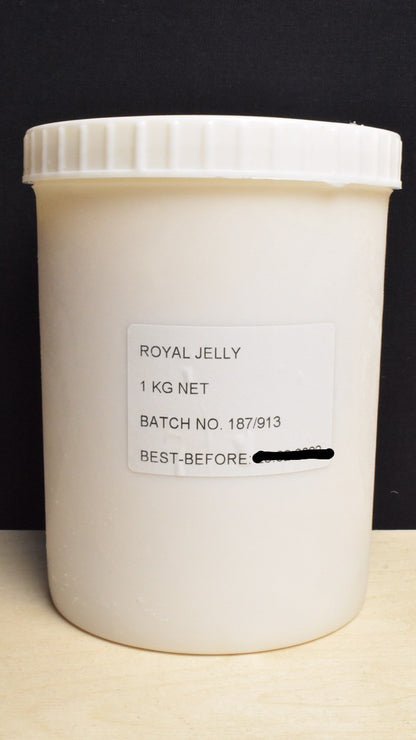 ROYAL JELLY
1 KG NET
BATCH NO. 187/913
BEST-BEFORE: